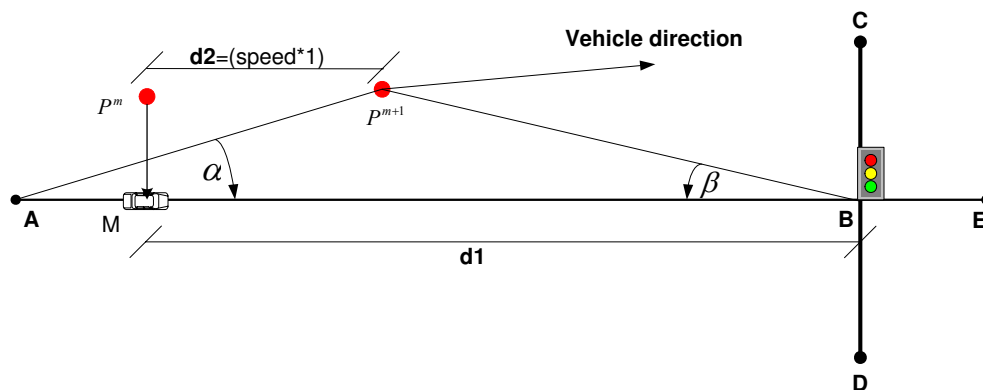 C
Vehicle direction
d2=(speed*1)
P^m
P^{m+1}
α
β
A
M
B
E
d1
D